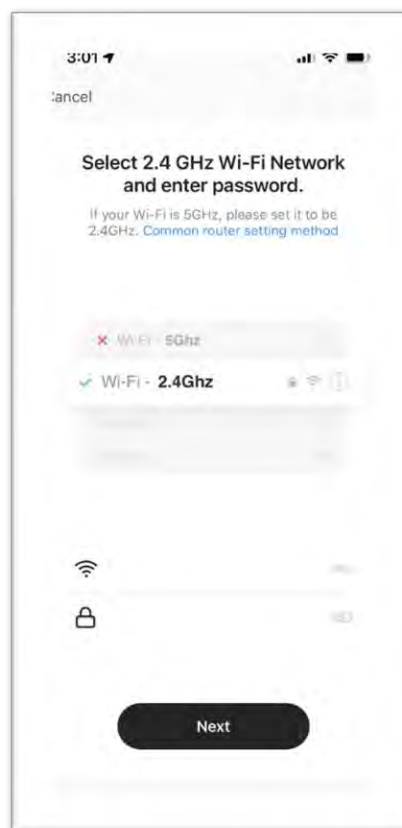 3:01
Cancel
Select 2.4 GHz Wi-Fi Network
and enter password.
If your Wi-Fi is 5GHz, please set it to be
2.4GHz. Common router setting method
Wi-Fi - 5Ghz
Wi-Fi - 2.4Ghz
Next